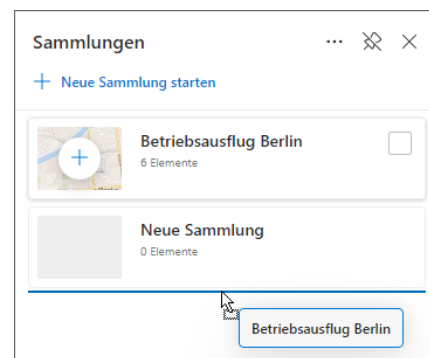 Sammlungen
Neue Sammlung starten
Betriebsausflug Berlin
6 Elemente
Neue Sammlung
0 Elemente
Betriebsausflug Berlin